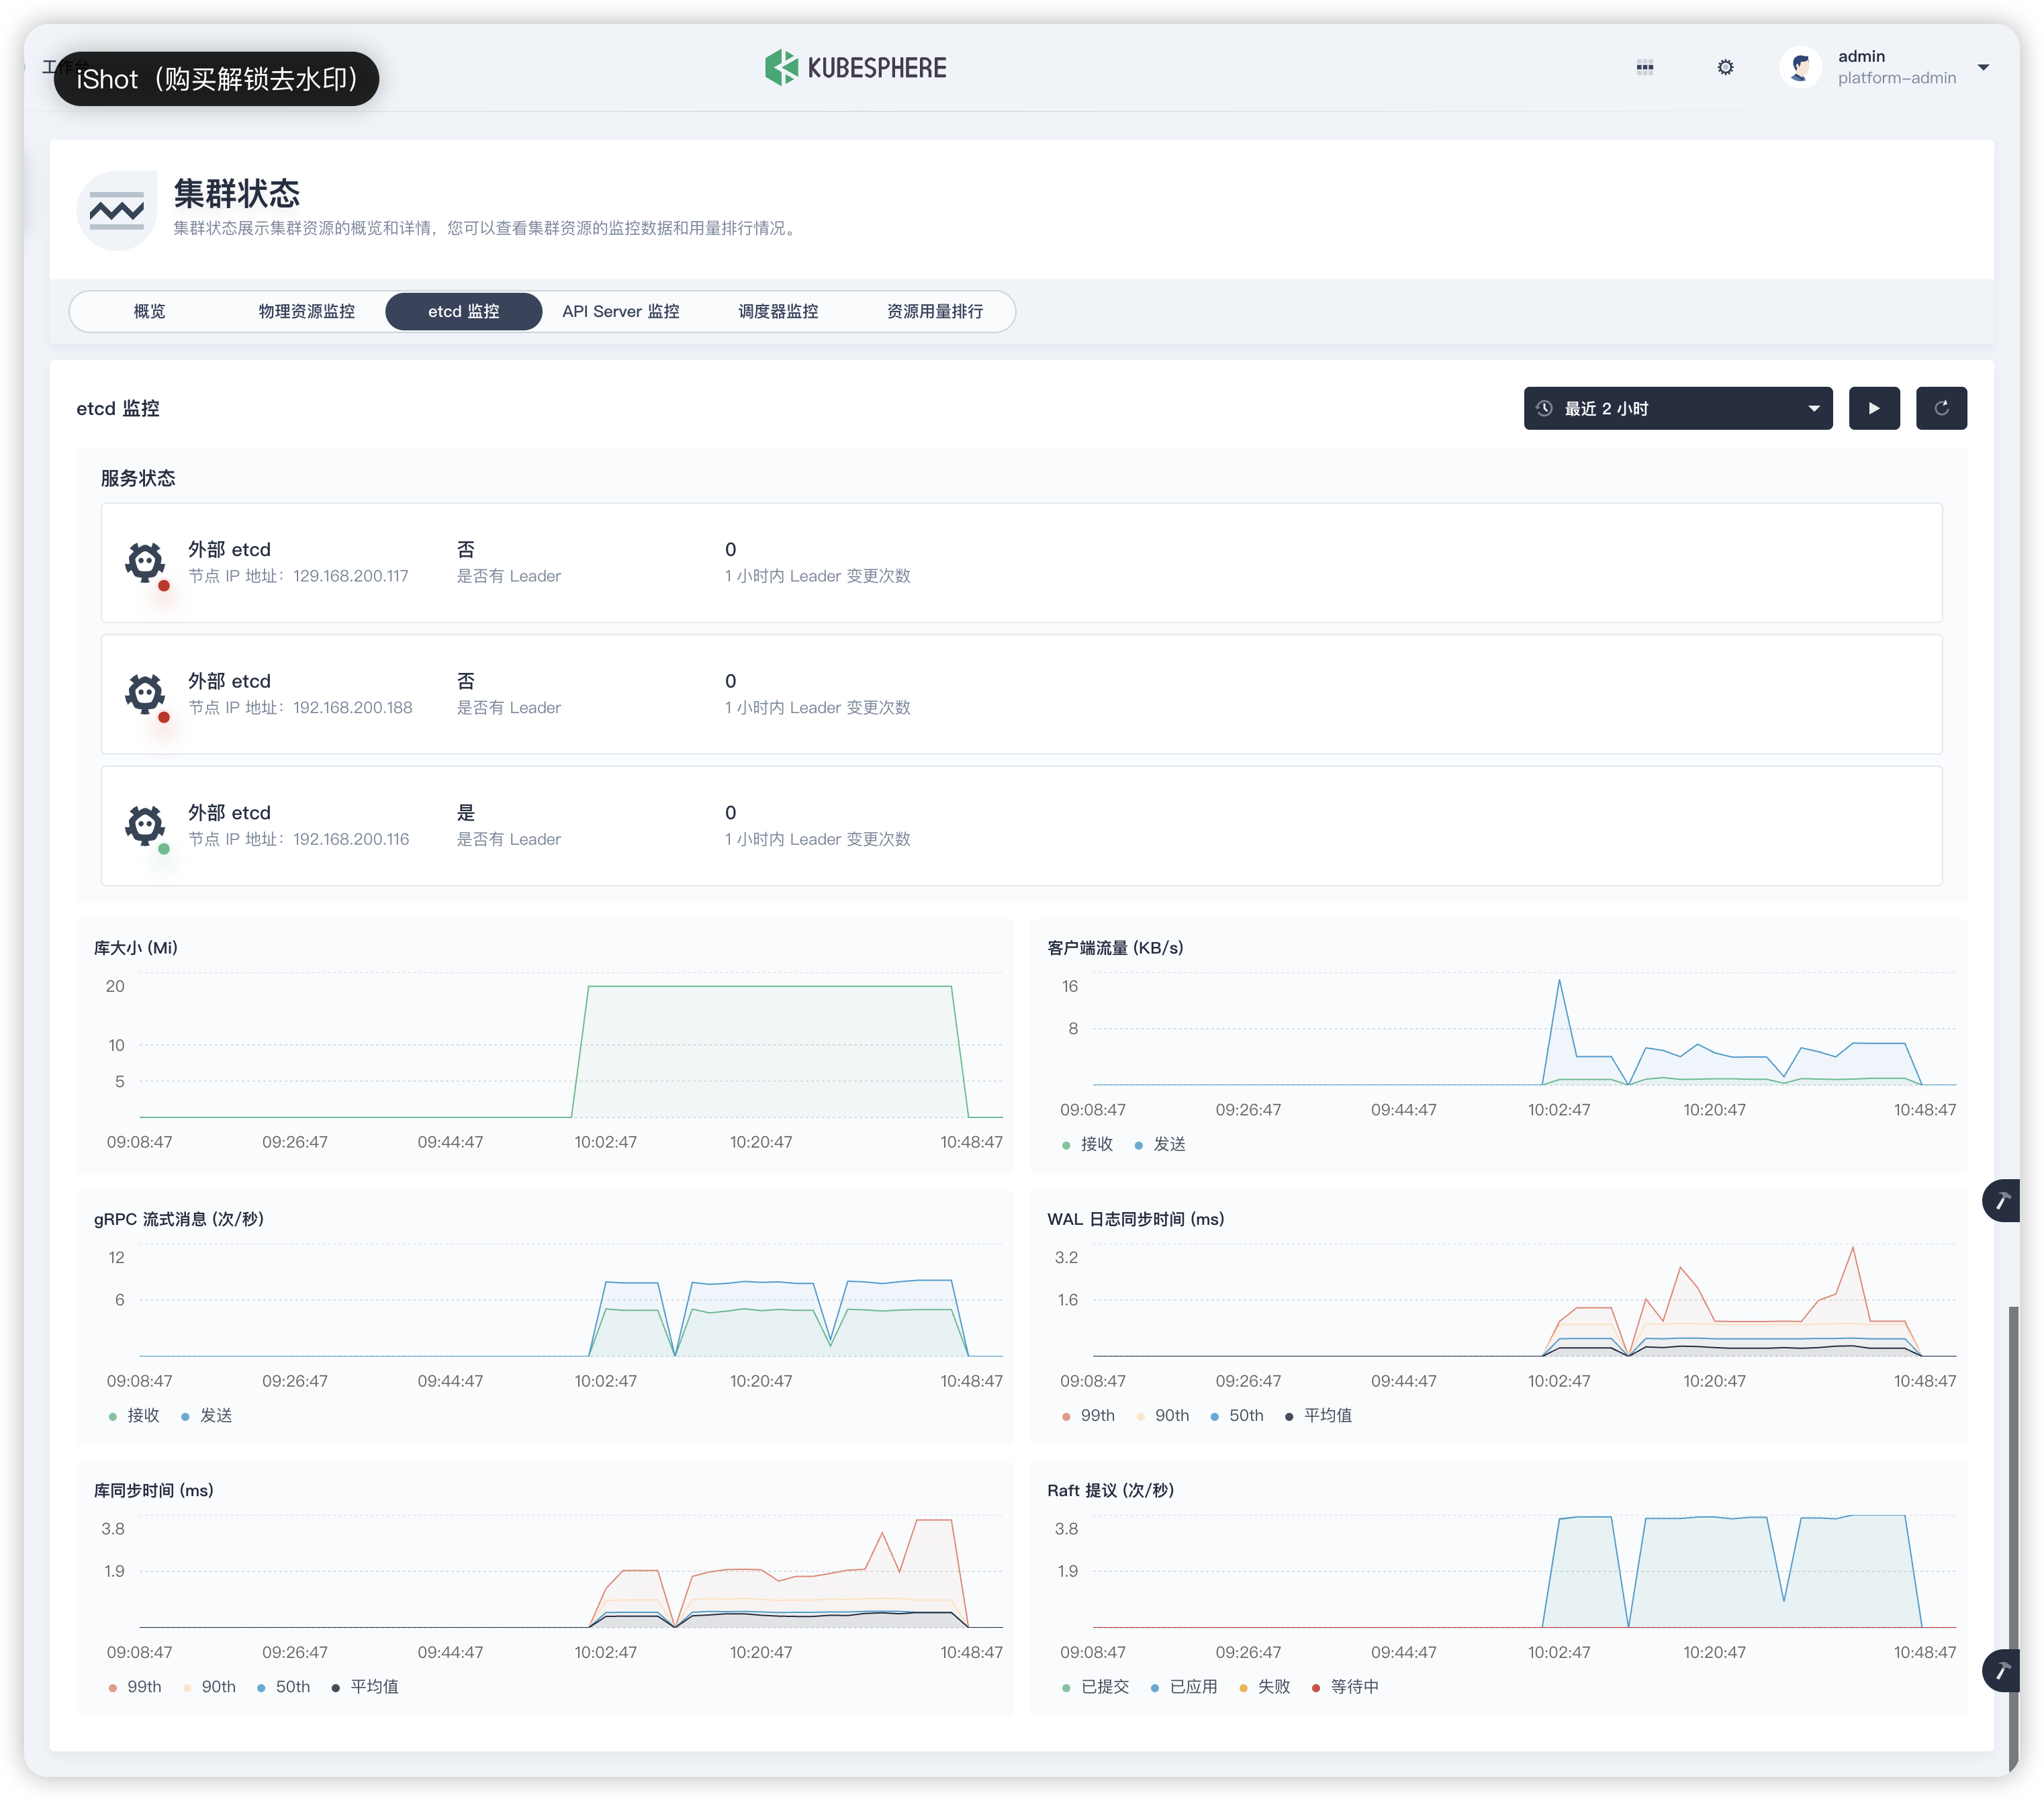 工作台
iShot（购买解锁去水印）
KUBESPHERE
admin
platform-admin
集群状态
集群状态展示集群资源的概览和详情，您可以查看集群资源的监控数据和用量排行情况。
概览 物理资源监控 etcd 监控 API Server 监控 调度器监控 资源用量排行
etcd 监控
最近 2 小时
服务状态
外部 etcd 否 0
节点 IP 地址：129.168.200.117 是否有 Leader 1 小时内 Leader 变更次数
外部 etcd 否 0
节点 IP 地址：192.168.200.188 是否有 Leader 1 小时内 Leader 变更次数
外部 etcd 是 0
节点 IP 地址：192.168.200.116 是否有 Leader 1 小时内 Leader 变更次数
库大小 (Mi)
20
10
5
09:08:47 09:26:47 09:44:47 10:02:47 10:20:47 10:48:47
客户端流量 (KB/s)
16
8
09:08:47 09:26:47 09:44:47 10:02:47 10:20:47 10:48:47
接收 发送
gRPC 流式消息 (次/秒)
12
6
09:08:47 09:26:47 09:44:47 10:02:47 10:20:47 10:48:47
接收 发送
WAL 日志同步时间 (ms)
3.2
1.6
09:08:47 09:26:47 09:44:47 10:02:47 10:20:47 10:48:47
99th 90th 50th 平均值
库同步时间 (ms)
3.8
1.9
09:08:47 09:26:47 09:44:47 10:02:47 10:20:47 10:48:47
99th 90th 50th 平均值
Raft 提议 (次/秒)
3.8
1.9
09:08:47 09:26:47 09:44:47 10:02:47 10:20:47 10:48:47
已提交 已应用 失败 等待中